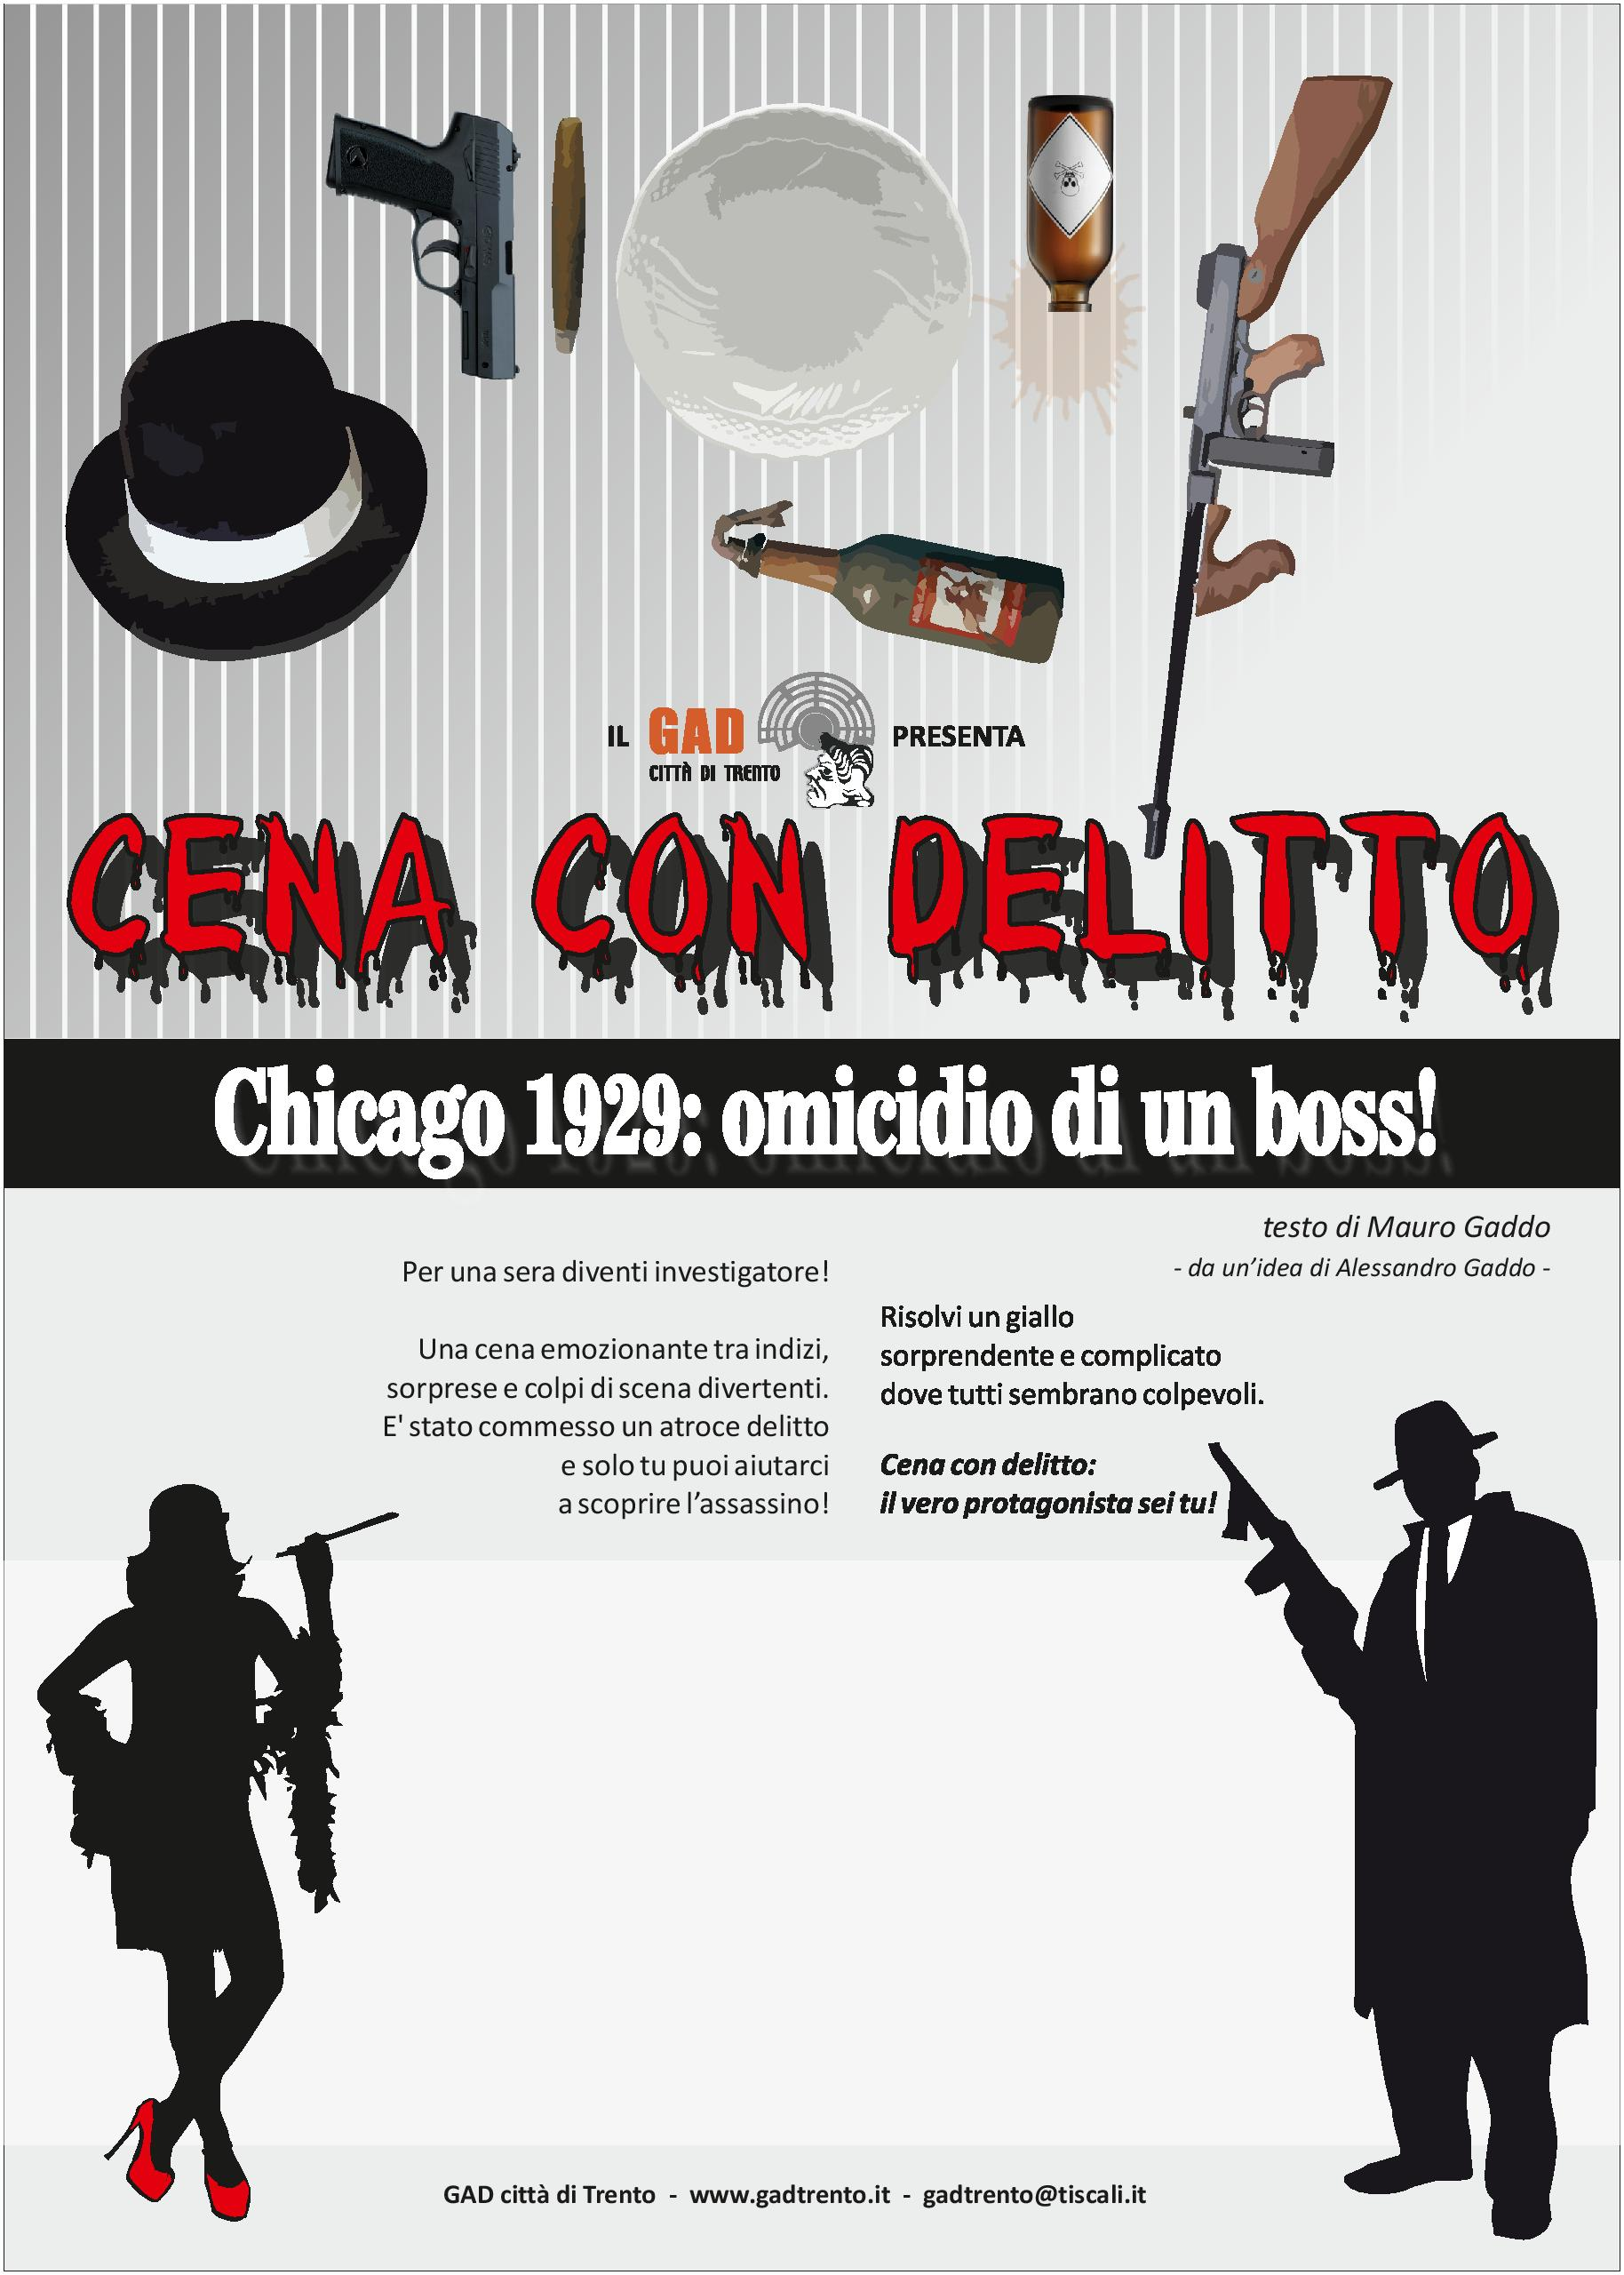 IL GAD PRESENTA
CITTÀ DI TRENTO
CENA CON DELITTO
Chicago 1929: omicidio di un boss!
testo di Mauro Gaddo
- da un’idea di Alessandro Gaddo -
Per una sera diventi investigatore!
Una cena emozionante tra indizi,
sorprese e colpi di scena divertenti.
E' stato commesso un atroce delitto
e solo tu puoi aiutarci
a scoprire l’assassino!
Risolvi un giallo
sorprendente e complicato
dove tutti sembrano colpevoli.
Cena con delitto:
il vero protagonista sei tu!
GAD città di Trento - www.gadtrento.it - gadtrento@tiscali.it